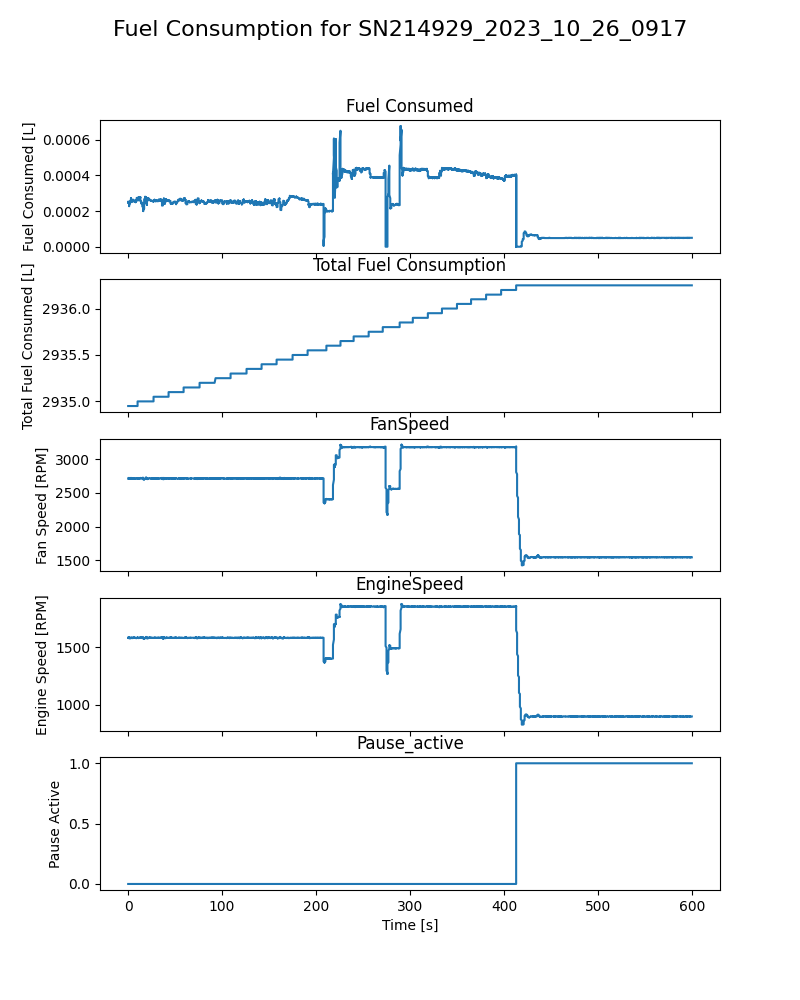 Fuel Consumption for SN214929_2023_10_26_0917
Fuel Consumed
Fuel Consumed [L]
0.0006
0.0004
0.0002
0.0000
Total Fuel Consumption
Total Fuel Consumed [L]
2936.0
2935.5
2935.0
FanSpeed
Fan Speed [RPM]
3000
2500
2000
1500
EngineSpeed
Engine Speed [RPM]
1500
1000
Pause_active
Pause Active
1.0
0.5
0.0
0 100 200 300 400 500 600
Time [s]